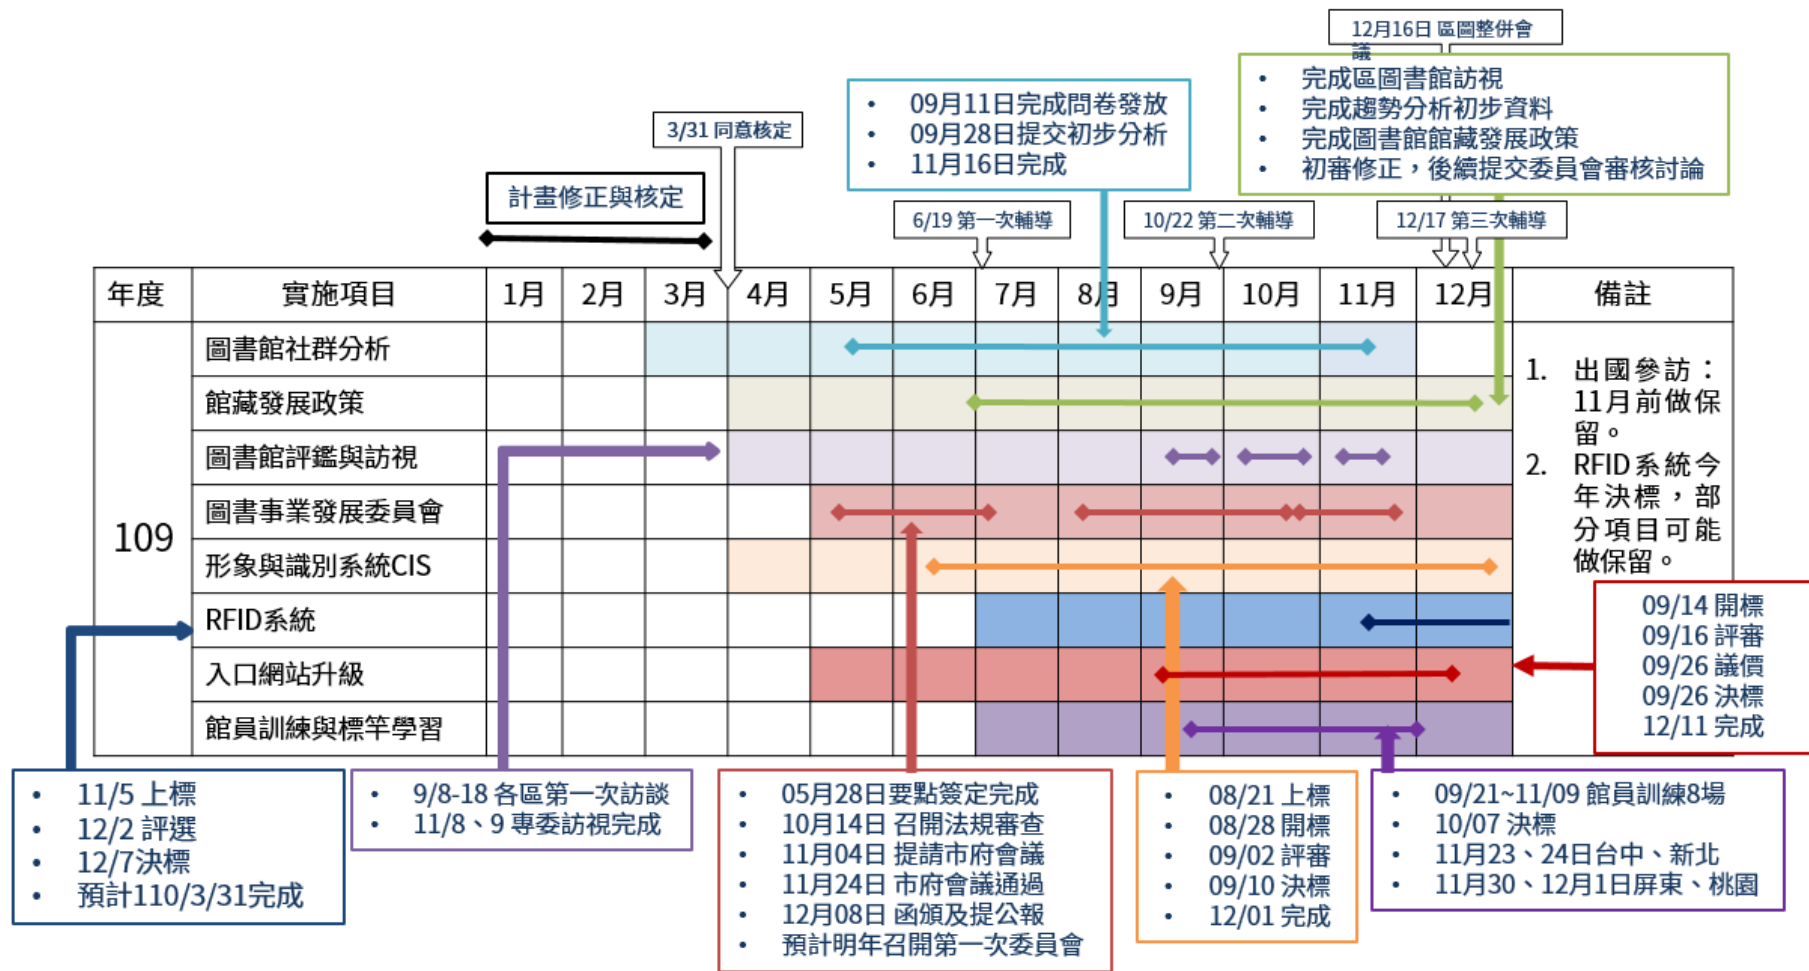 12月16日 區圖整併會
議
• 完成區圖書館訪視
• 完成趨勢分析初步資料
• 完成圖書館館藏發展政策
• 初審修正，後續提交委員會審核討論
• 09月11日完成問卷發放
• 09月28日提交初步分析
• 11月16日完成
3/31 同意核定
計畫修正與核定
6/19 第一次輔導
10/22 第二次輔導
12/17 第三次輔導
年度 實施項目 1月 2月 3月 4月 5月 6月 7月 8月 9月 10月 11月 12月 備註
109
圖書館社群分析
館藏發展政策
圖書館評鑑與訪視
圖書事業發展委員會
形象與識別系統CIS
RFID系統
入口網站升級
館員訓練與標竿學習
1. 出國參訪：
11月前做保
留。
2. RFID系統今
年決標，部
分項目可能
做保留。
09/14 開標
09/16 評審
09/26 議價
09/26 決標
12/11 完成
• 11/5 上標
• 12/2 評選
• 12/7決標
• 預計110/3/31完成
• 9/8-18 各區第一次訪談
• 11/8、9 專委訪視完成
• 05月28日要點簽定完成
• 10月14日 召開法規審查
• 11月04日 提請市府會議
• 11月24日 市府會議通過
• 12月08日 函頒及提公報
• 預計明年召開第一次委員會
• 08/21 上標
• 08/28 開標
• 09/02 評審
• 09/10 決標
• 12/01 完成
• 09/21~11/09 館員訓練8場
• 10/07 決標
• 11月23、24日台中、新北
• 11月30、12月1日屏東、桃園